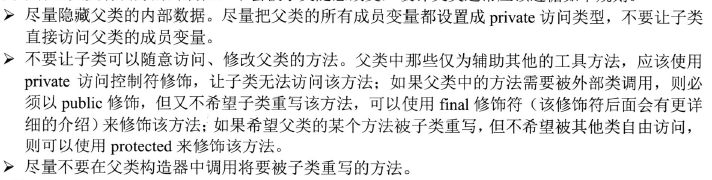 ➢ 尽量隐藏父类的内部数据。尽量把父类的所有成员变量都设置成 private 访问类型，不要让子类
直接访问父类的成员变量。
➢ 不要让子类可以随意访问、修改父类的方法。父类中那些仅为辅助其他的工具方法，应该使用
private 访问控制符修饰，让子类无法访问该方法；如果父类中的方法需要被外部类调用，则必
须以 public 修饰，但又不希望子类重写该方法，可以使用 final 修饰符（该修饰符后面会有更详
细的介绍）来修饰该方法；如果希望父类的某个方法被子类重写，但不希望被其他类自由访问，
则可以使用 protected 来修饰该方法。
➢ 尽量不要在父类构造器中调用将要被子类重写的方法。